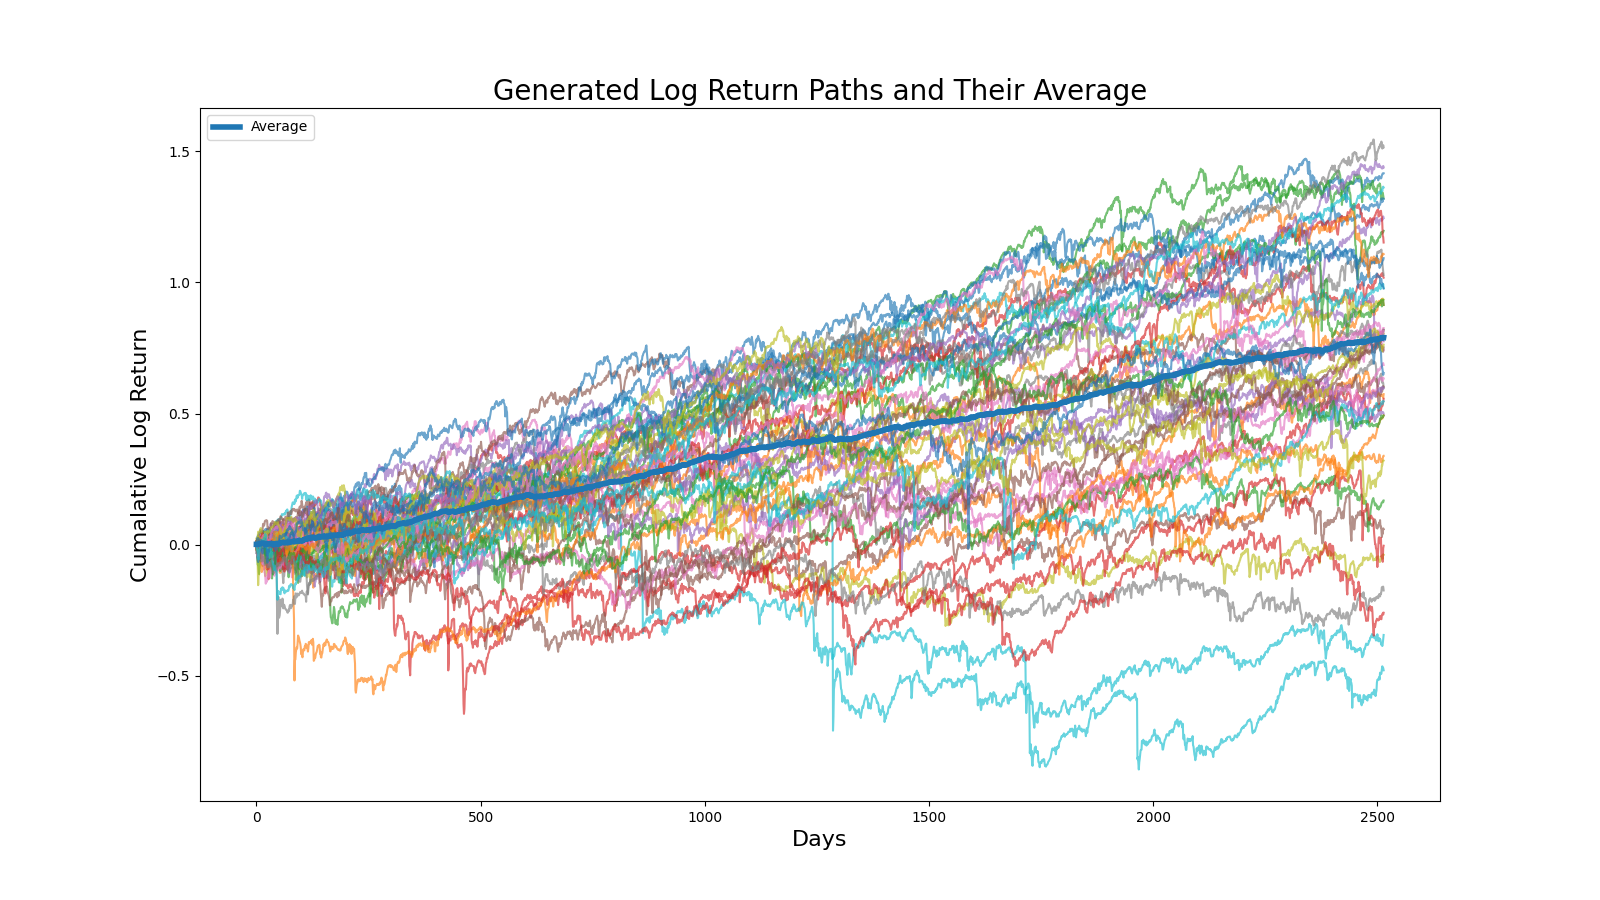 Generated Log Return Paths and Their Average
Average
1.5
1.0
0.5
0.0
−0.5
Cumalative Log Return
0
500
1000
1500
2000
2500
Days